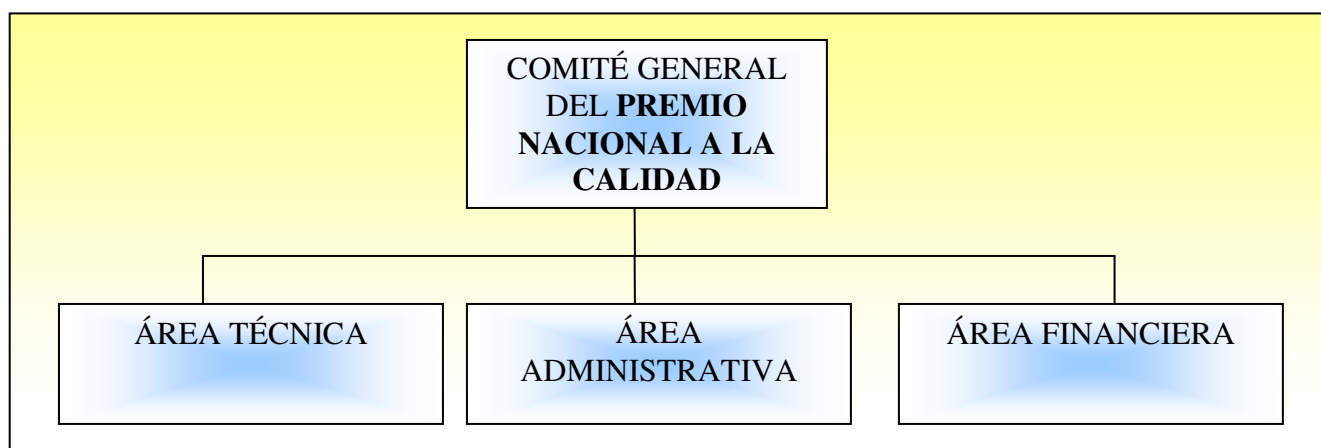 COMITÉ GENERAL
DEL PREMIO
NACIONAL A LA
CALIDAD
ÁREA TÉCNICA
ÁREA
ADMINISTRATIVA
ÁREA FINANCIERA